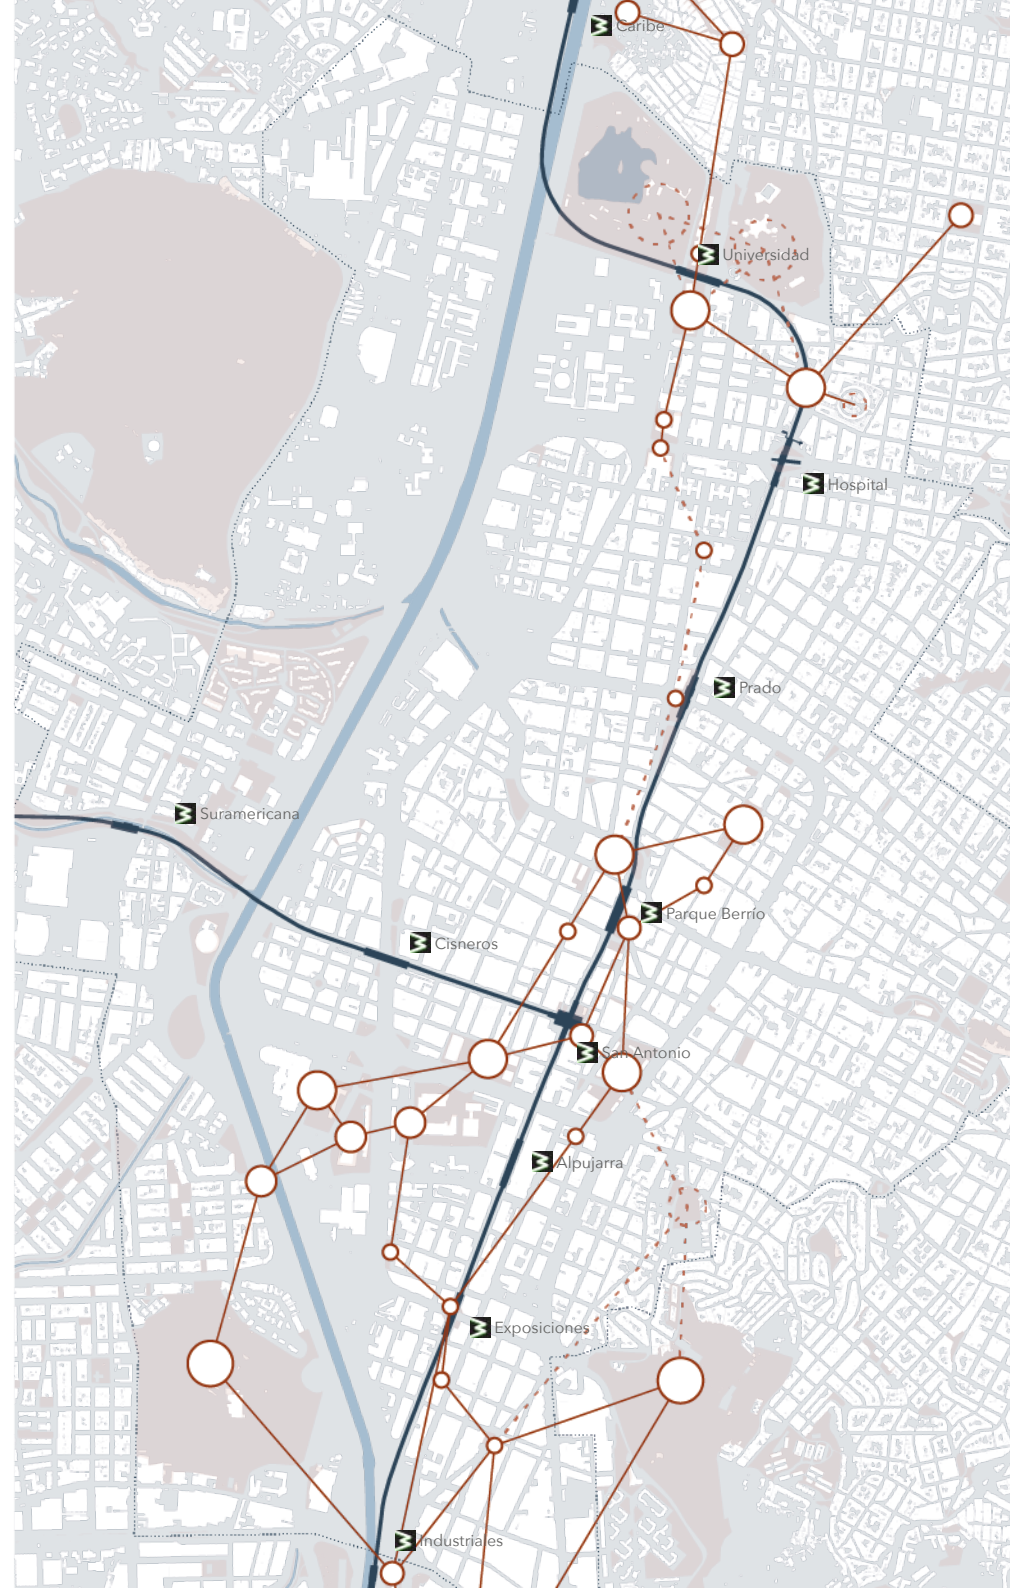 Caribe
Universidad
Hospital
Prado
Suramericana
Parque Berrío
Cisneros
San Antonio
Alpujarra
Exposiciones
Industriales